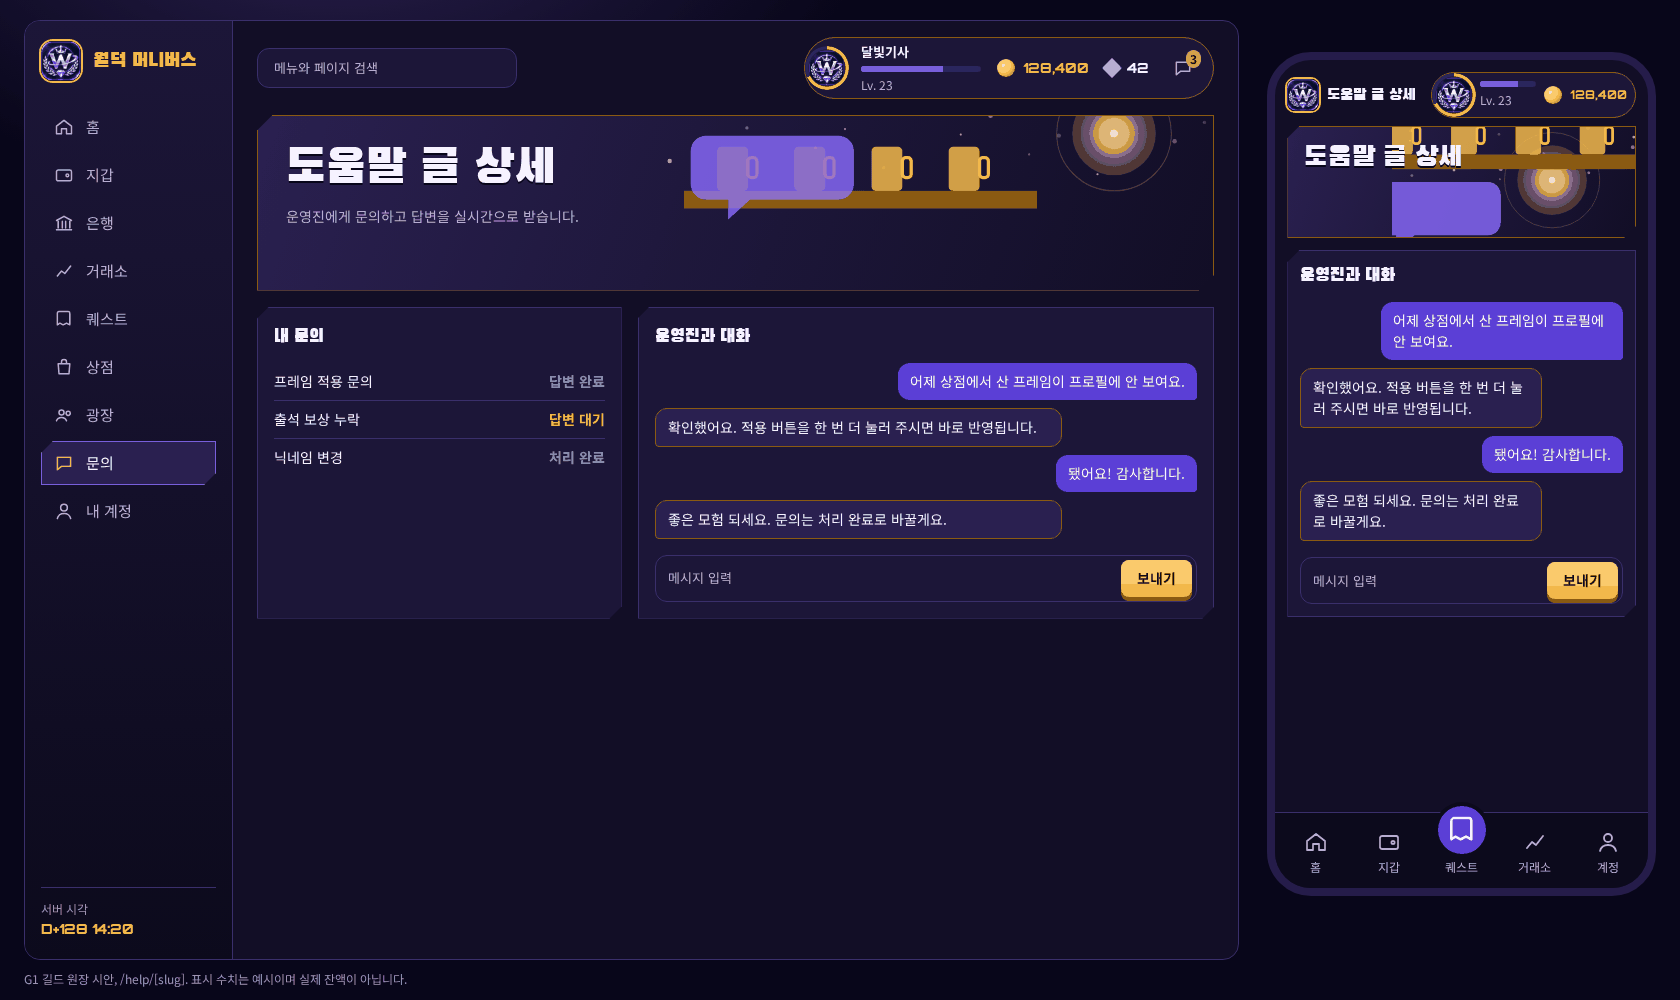 월덕 머니버스
홈
지갑
은행
거래소
퀘스트
상점
광장
문의
내 계정
서버 시각
D+128 14:20
메뉴와 페이지 검색
달빛기사
Lv. 23
128,400
42
3
도움말 글 상세
운영진에게 문의하고 답변을 실시간으로 받습니다.
내 문의
프레임 적용 문의 답변 완료
출석 보상 누락 답변 대기
닉네임 변경 처리 완료
운영진과 대화
어제 상점에서 산 프레임이 프로필에 안 보여요.
확인했어요. 적용 버튼을 한 번 더 눌러 주시면 바로 반영됩니다.
됐어요! 감사합니다.
좋은 모험 되세요. 문의는 처리 완료로 바꿀게요.
메시지 입력
보내기
W
도움말 글 상세
W
Lv. 23
128,400
도움말 글 상세
운영진과 대화
어제 상점에서 산 프레임이 프로필에
안 보여요.
확인했어요. 적용 버튼을 한 번 더 눌
러 주시면 바로 반영됩니다.
됐어요! 감사합니다.
좋은 모험 되세요. 문의는 처리 완료
로 바꿀게요.
메시지 입력
보내기
홈
지갑
퀘스트
거래소
계정
G1 길드 원장 시안, /help/[slug]. 표시 수치는 예시이며 실제 잔액이 아닙니다.